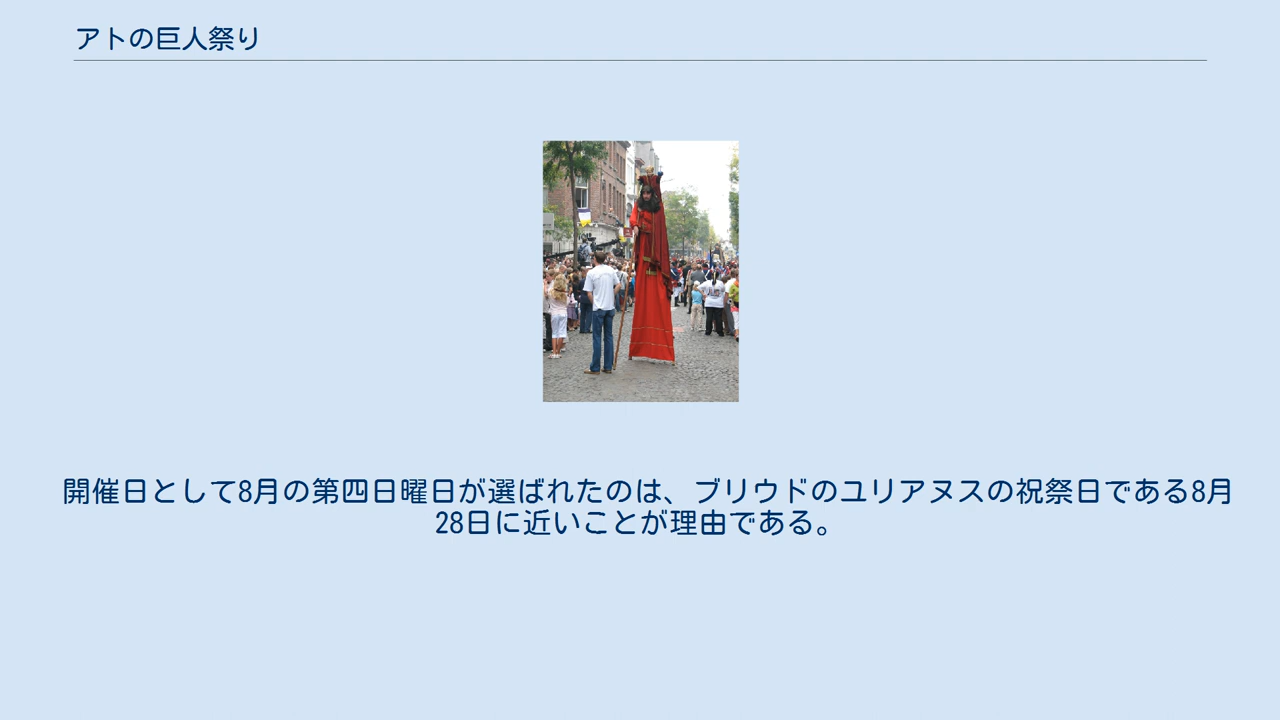 アトの巨人祭り
開催日として8月の第四日曜日が選ばれたのは、ブリウドのユリアヌスの祝祭日である8月
28日に近いことが理由である。